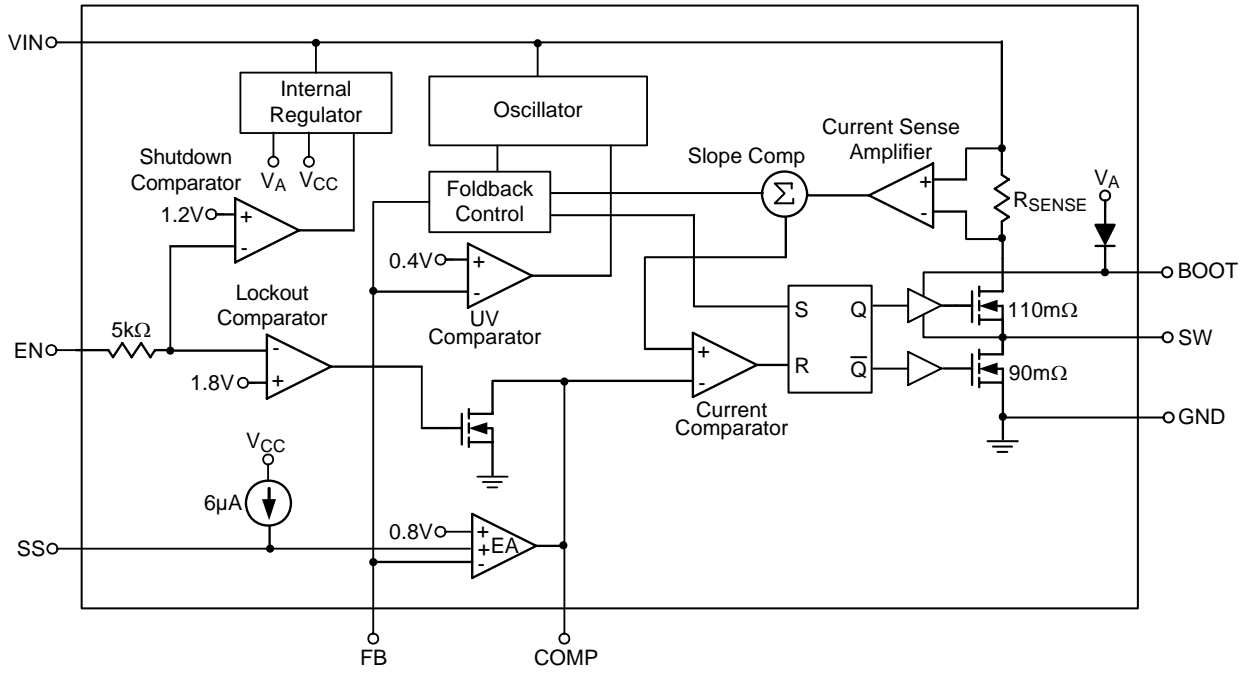 VIN
Internal
Regulator
Oscillator
Current Sense
Amplifier
Slope Comp
Shutdown
Comparator
VA
VCC
Foldback
Control
Σ
+
-
RSENSE
VA
1.2V
+
-
0.4V
+
-
UV
Comparator
BOOT
Lockout
Comparator
S
Q
110mΩ
5kΩ
EN
-
1.8V
+
+
-
R
Q̅
SW
90mΩ
Current
Comparator
GND
VCC
6µA
0.8V
+
SS
+
EA
-
FB
COMP